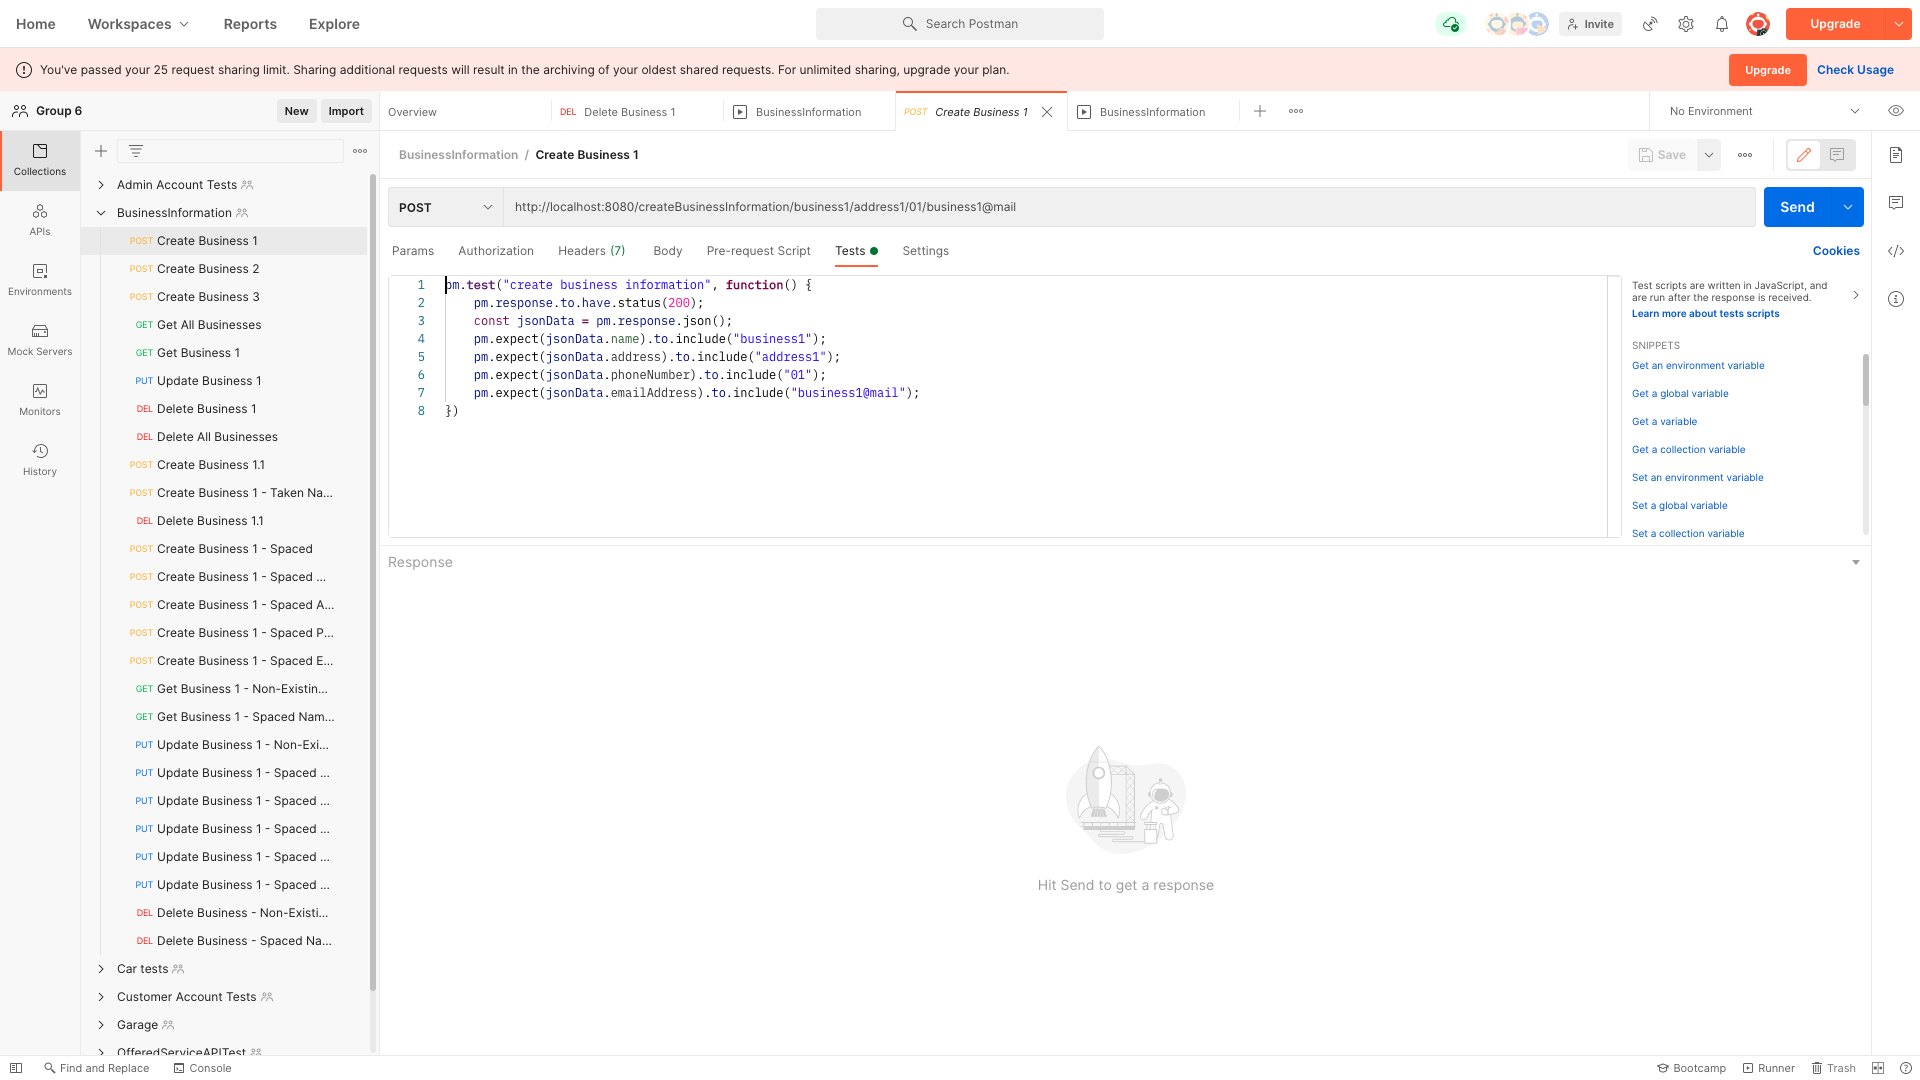 Home
Workspaces
Reports
Explore
Search Postman
Invite
Upgrade
You've passed your 25 request sharing limit. Sharing additional requests will result in the archiving of your oldest shared requests. For unlimited sharing, upgrade your plan.
Upgrade
Check Usage
Group 6
New
Import
Overview
DEL Delete Business 1
BusinessInformation
POST Create Business 1
BusinessInformation
No Environment
Collections
APIs
Environments
Mock Servers
Monitors
History
Admin Account Tests
BusinessInformation
POST Create Business 1
POST Create Business 2
POST Create Business 3
GET Get All Businesses
GET Get Business 1
PUT Update Business 1
DEL Delete Business 1
DEL Delete All Businesses
POST Create Business 1.1
POST Create Business 1 - Taken Na...
DEL Delete Business 1.1
POST Create Business 1 - Spaced
POST Create Business 1 - Spaced ...
POST Create Business 1 - Spaced A...
POST Create Business 1 - Spaced P...
POST Create Business 1 - Spaced E...
GET Get Business 1 - Non-Existin...
GET Get Business 1 - Spaced Nam...
PUT Update Business 1 - Non-Exi...
PUT Update Business 1 - Spaced ...
PUT Update Business 1 - Spaced ...
PUT Update Business 1 - Spaced ...
PUT Update Business 1 - Spaced ...
PUT Update Business 1 - Spaced ...
DEL Delete Business - Non-Existi...
DEL Delete Business - Spaced Na...
Car tests
Customer Account Tests
Garage
OfferedServiceAPITest
BusinessInformation / Create Business 1
Save
POST
http://localhost:8080/createBusinessInformation/business1/address1/01/business1@mail
Send
Params
Authorization
Headers (7)
Body
Pre-request Script
Tests
Settings
Cookies
1 pm.test("create business information", function() {
2 pm.response.to.have.status(200);
3 const jsonData = pm.response.json();
4 pm.expect(jsonData.name).to.include("business1");
5 pm.expect(jsonData.address).to.include("address1");
6 pm.expect(jsonData.phoneNumber).to.include("01");
7 pm.expect(jsonData.emailAddress).to.include("business1@mail");
8 })
Test scripts are written in JavaScript, and
are run after the response is received.
Learn more about tests scripts
SNIPPETS
Get an environment variable
Get a global variable
Get a variable
Get a collection variable
Set an environment variable
Set a global variable
Set a collection variable
Response
Hit Send to get a response
Find and Replace
Console
Bootcamp
Runner
Trash